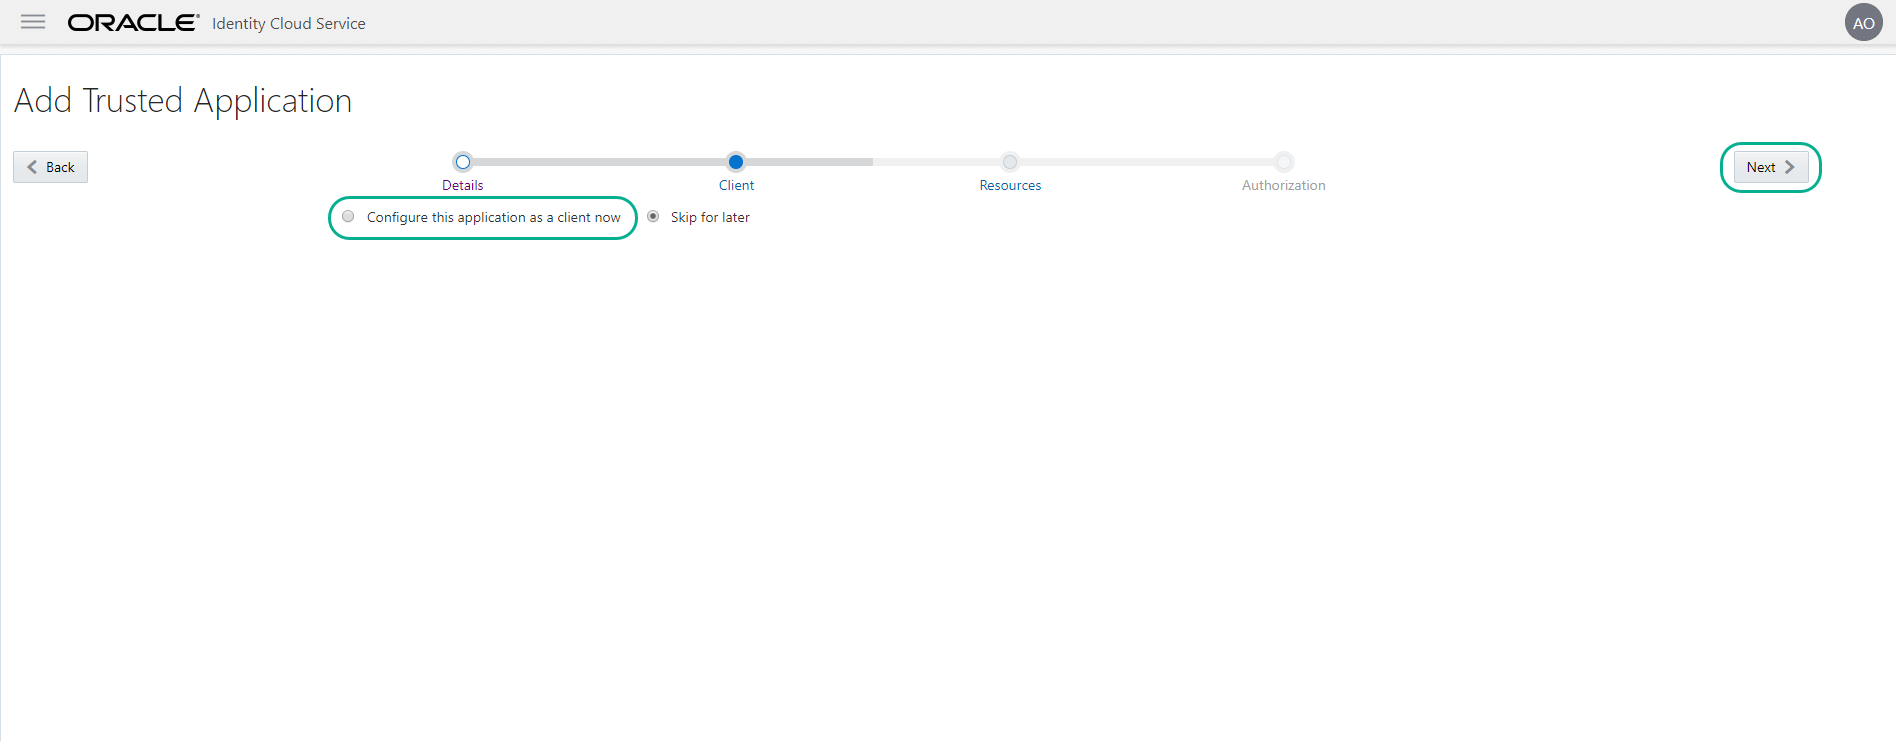 ORACLE® Identity Cloud Service
AO
Add Trusted Application
Back
Next
Details
Client
Resources
Authorization
Configure this application as a client now
Skip for later